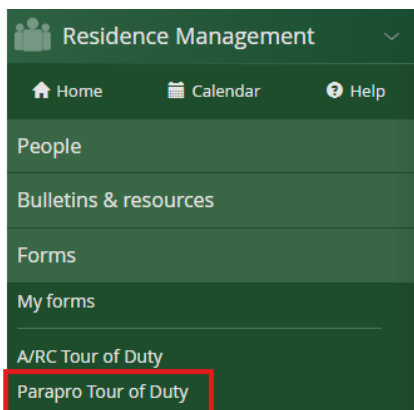 Residence Management
Home Calendar Help
People
Bulletins & resources
Forms
My forms
A/RC Tour of Duty
Parapro Tour of Duty